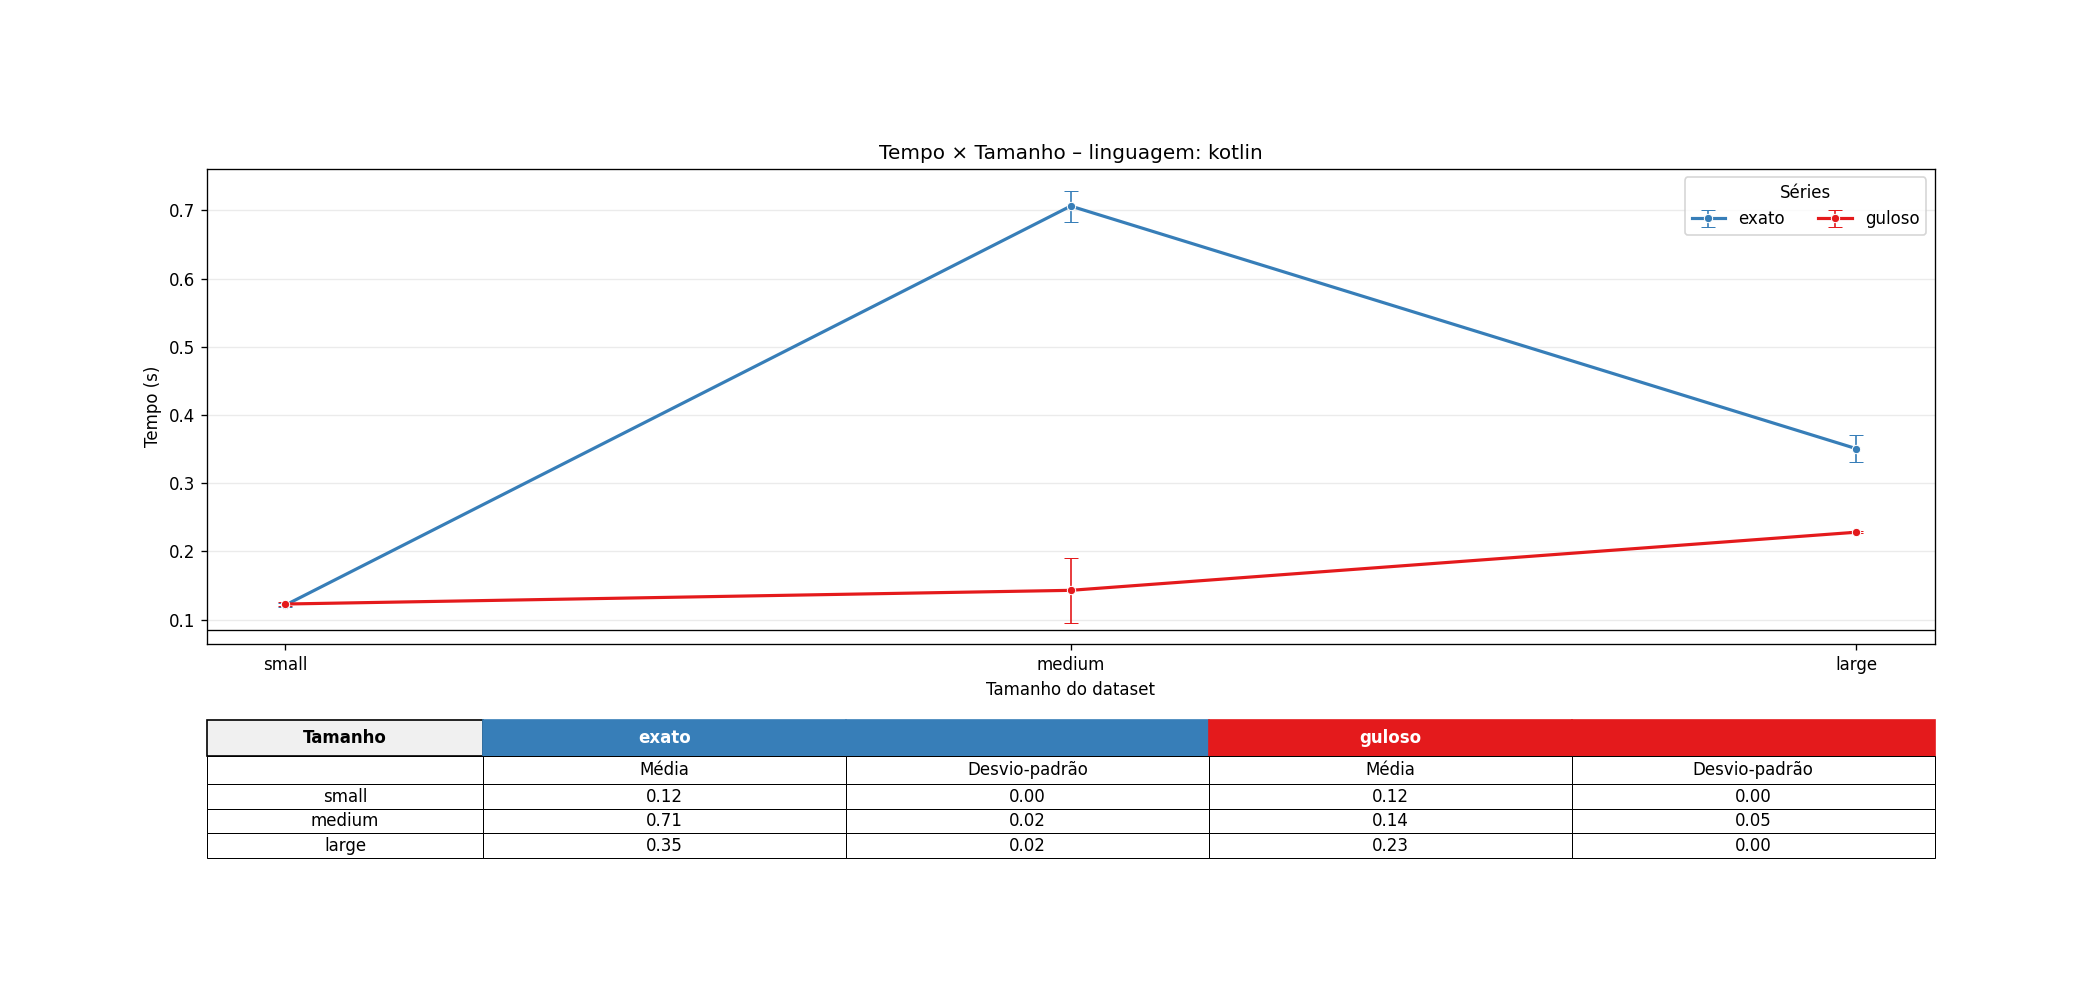 Tempo × Tamanho – linguagem: kotlin
Séries
exato guloso
0.7
0.6
0.5
0.4
0.3
0.2
0.1
Tempo (s)
small medium large
Tamanho do dataset
Tamanho exato guloso
Média Desvio-padrão Média Desvio-padrão
small 0.12 0.00 0.12 0.00
medium 0.71 0.02 0.14 0.05
large 0.35 0.02 0.23 0.00